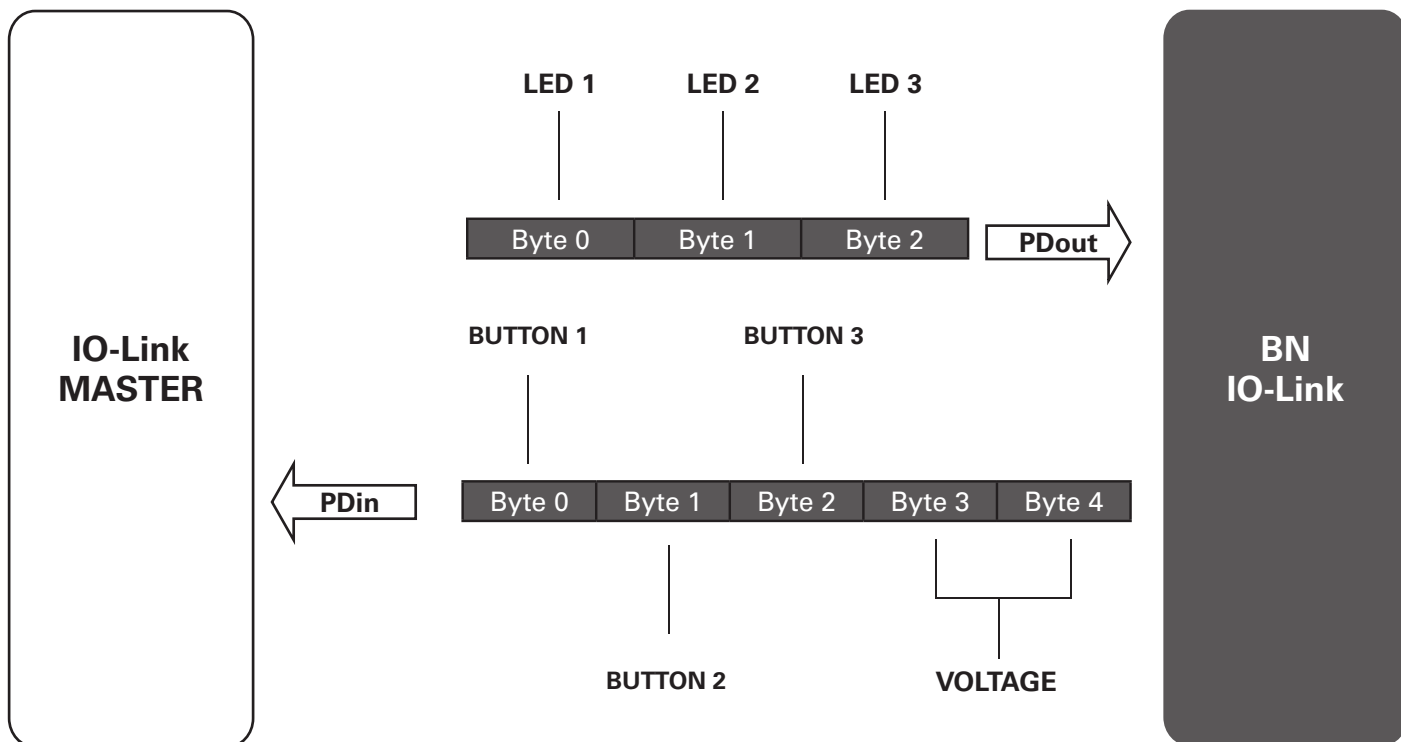 LED 1 LED 2 LED 3
Byte 0 Byte 1 Byte 2 PDout
BUTTON 1 BUTTON 3
IO-Link
MASTER
BN
IO-Link
PDin Byte 0 Byte 1 Byte 2 Byte 3 Byte 4
BUTTON 2 VOLTAGE